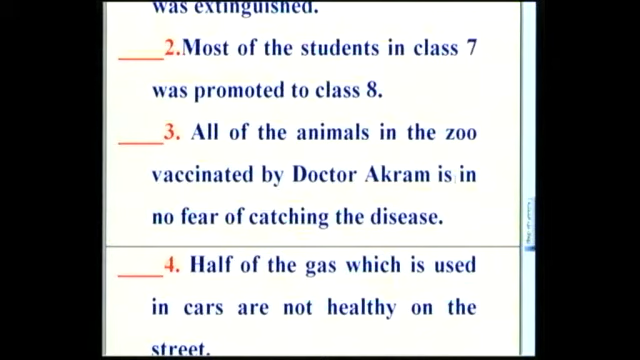 was extinguished.
____2.Most of the students in class 7
was promoted to class 8.
____3. All of the animals in the zoo
vaccinated by Doctor Akram is in
no fear of catching the disease.
____4. Half of the gas which is used
in cars are not healthy on the
street.